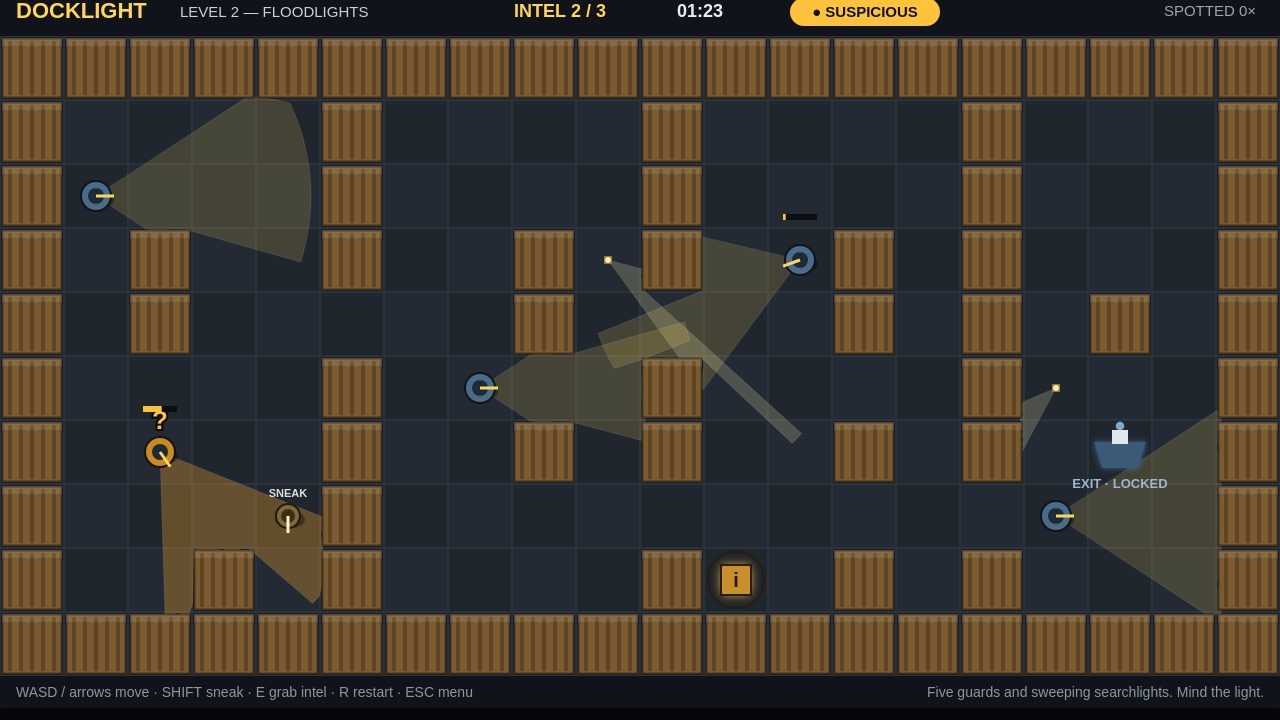 DOCKLIGHT LEVEL 2 — FLOODLIGHTS INTEL 2 / 3 01:23 ● SUSPICIOUS SPOTTED 0×
?
SNEAK
EXIT · LOCKED
i
WASD / arrows move · SHIFT sneak · E grab intel · R restart · ESC menu Five guards and sweeping searchlights. Mind the light.